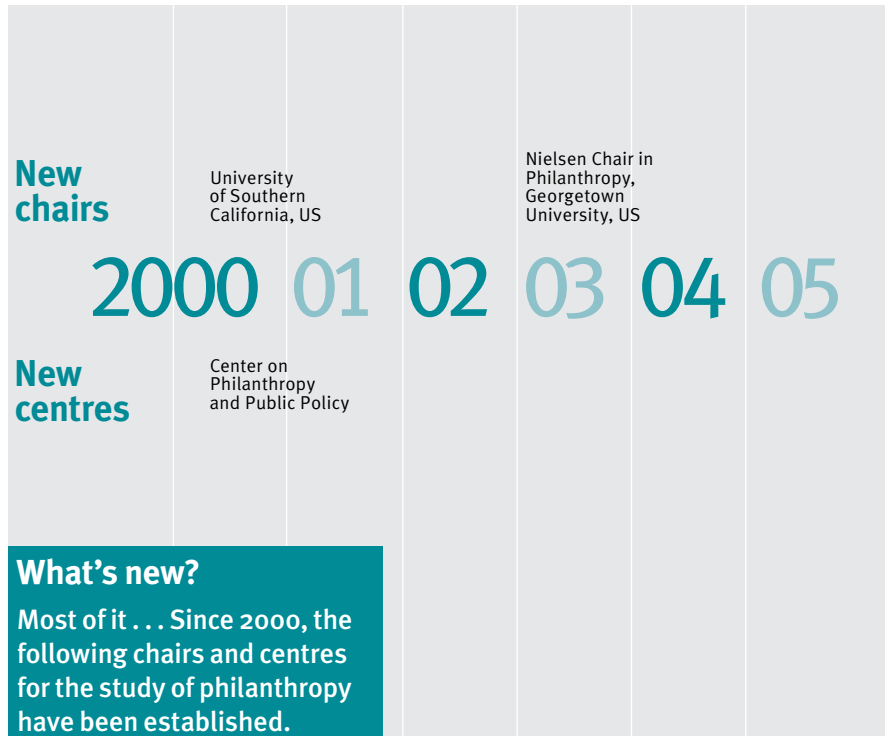 New
chairs
University
of Southern
California, US
Nielsen Chair in
Philanthropy,
Georgetown
University, US
2000 01 02 03 04 05
New
centres
Center on
Philanthropy
and Public Policy
What’s new?
Most of it . . . Since 2000, the
following chairs and centres
for the study of philanthropy
have been established.